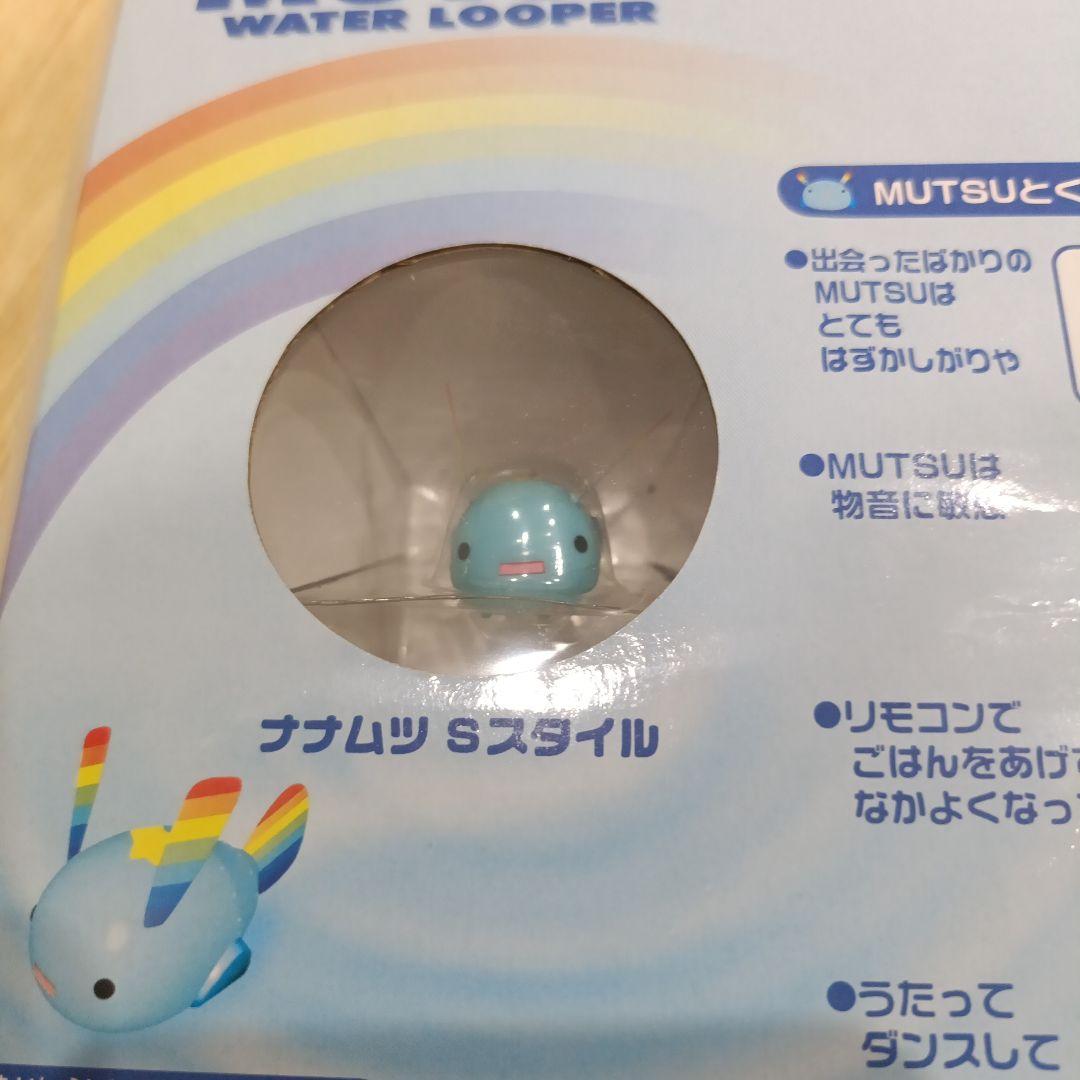 WATER LOOPER
MUTSUとく
●出会ったばかりの
MUTSUは
とても
はずかしがりや
●MUTSUは
物音に敏感
ナナムツ Sスタイル
●リモコンで
ごはんをあげ
なかよくなっ
●うたって
ダンスして